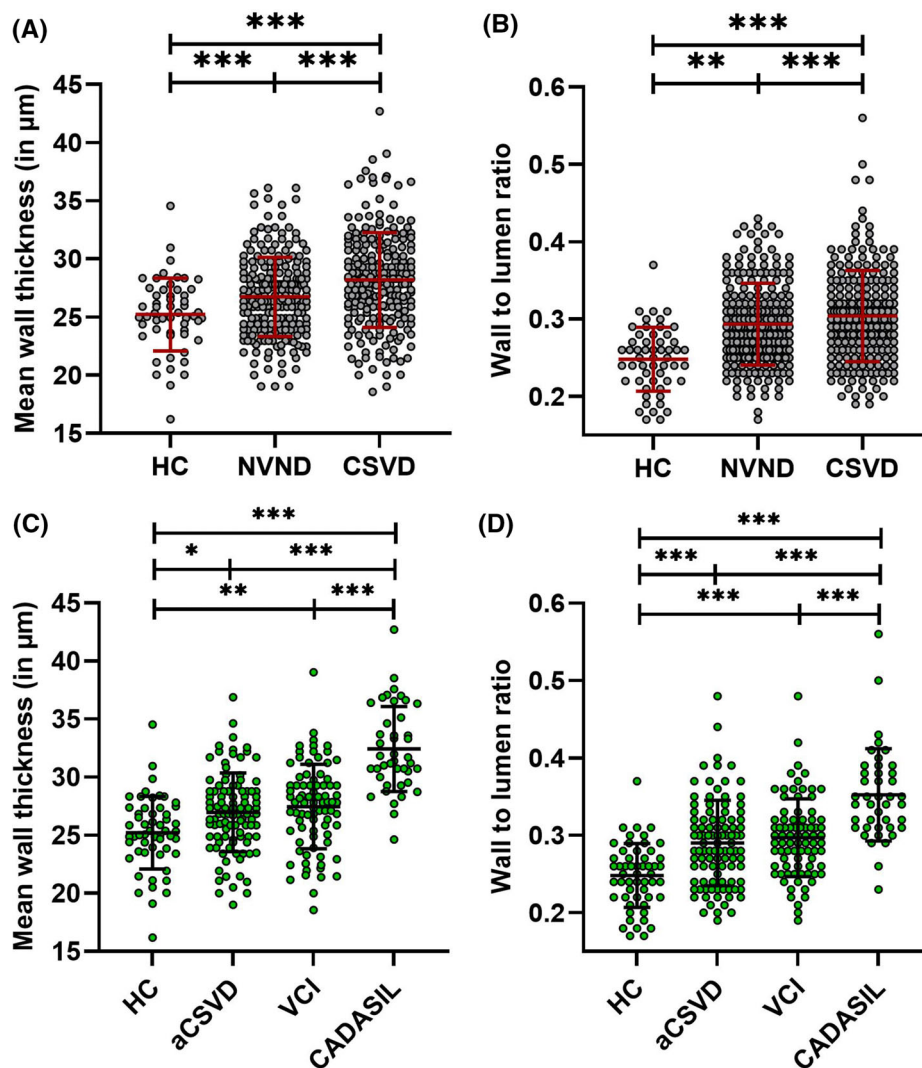 (A)
***
*** ***
Mean wall thickness (in µm)
45
40
35
30
25
20
15
HC NVND CSVD
(B)
***
** ***
Wall to lumen ratio
0.6
0.5
0.4
0.3
0.2
HC NVND CSVD
(C)
***
* ***
** ***
Mean wall thickness (in µm)
45
40
35
30
25
20
15
HC aCSVD VCI CADASIL
(D)
***
*** ***
*** ***
Wall to lumen ratio
0.6
0.5
0.4
0.3
0.2
HC aCSVD VCI CADASIL